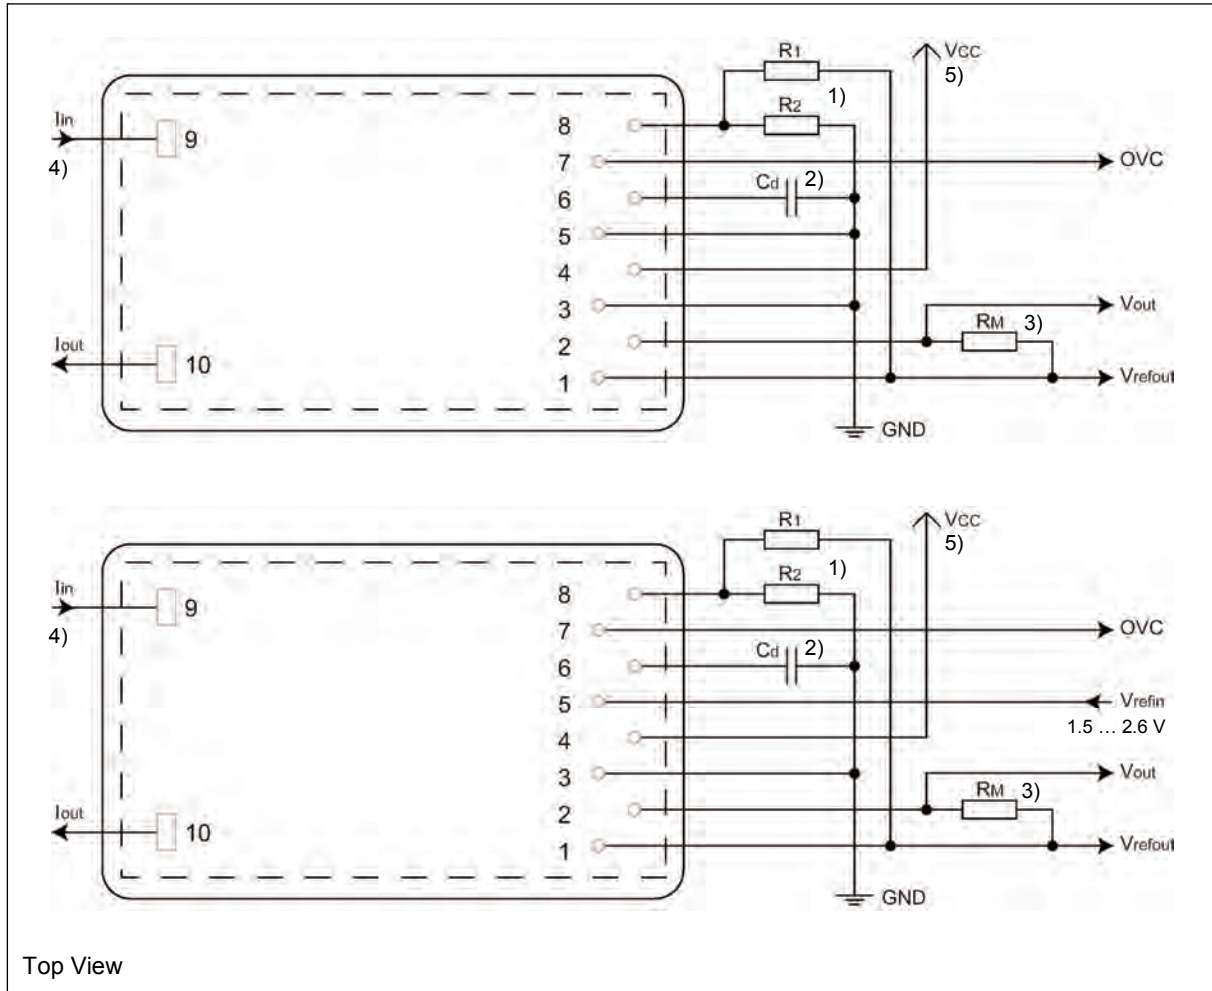 R1
VCC
5)
1)
R2
Iin
4)
9
8
7
OVC
Cd
2)
6
5
4
3
Vout
RM
3)
2
Iout
10
1
Vrefout
GND
R1
VCC
5)
1)
R2
Iin
4)
9
8
7
OVC
Cd
2)
6
5
Vrefin
1.5 … 2.6 V
4
3
Vout
RM
3)
2
Iout
10
1
Vrefout
GND
Top View